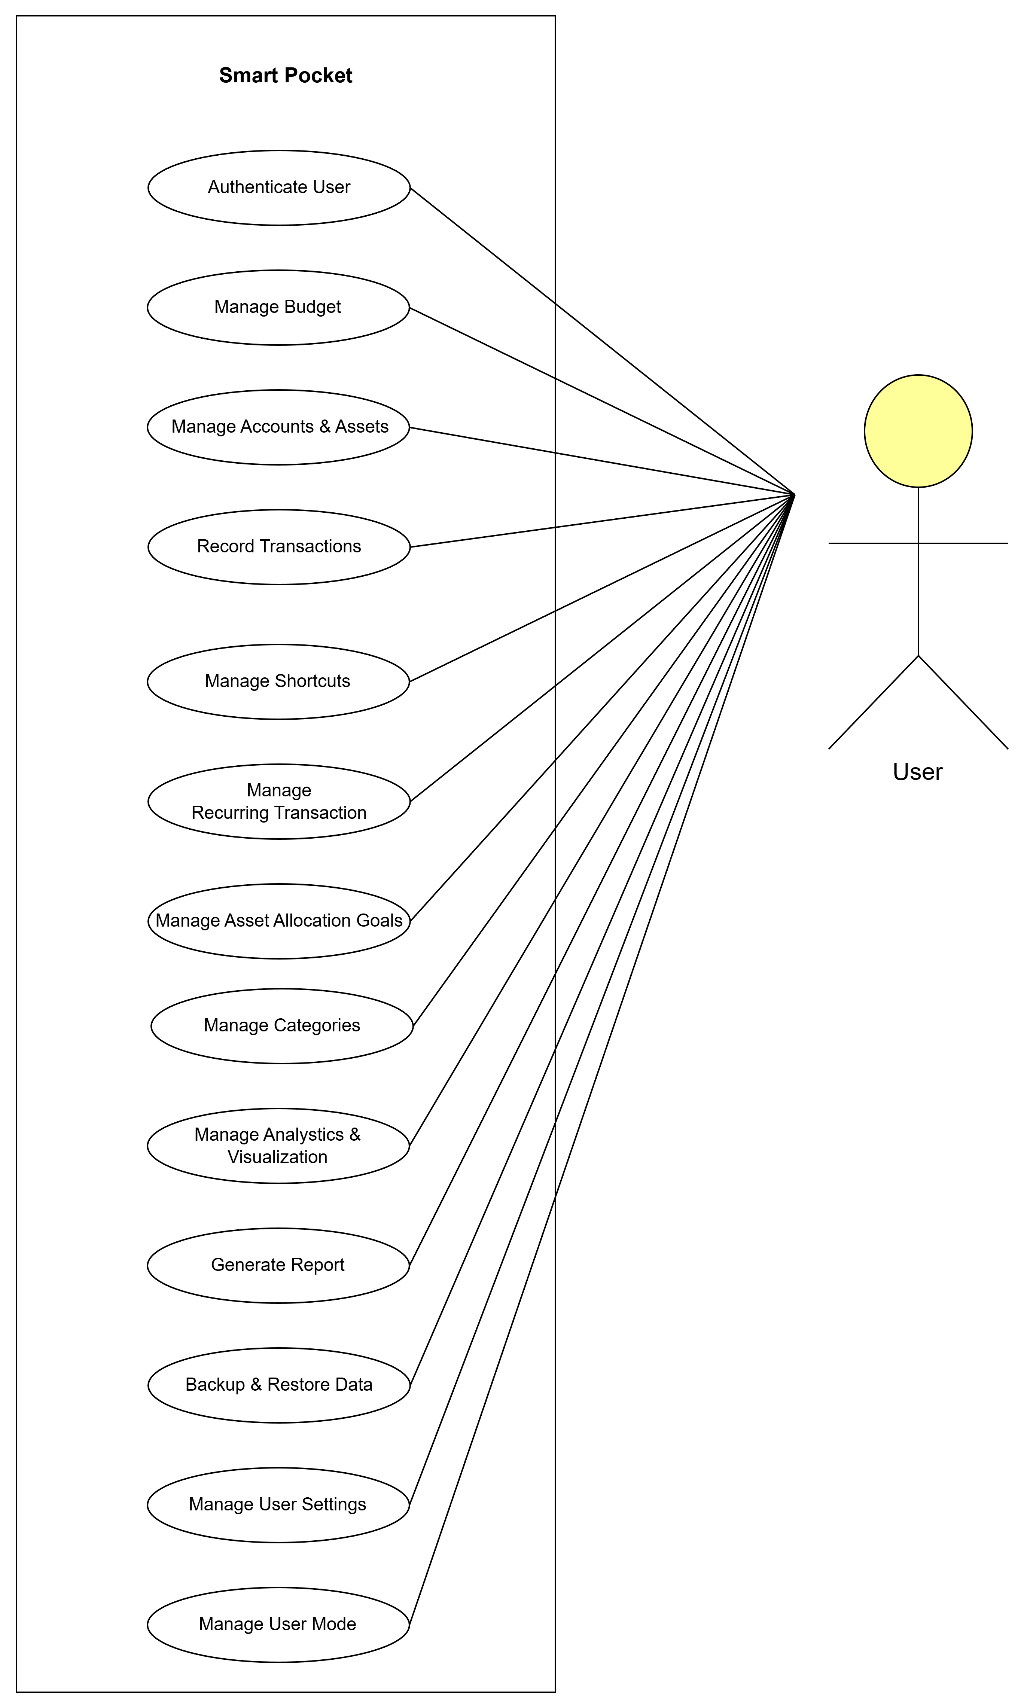 Smart Pocket
Authenticate User
Manage Budget
Manage Accounts & Assets
Record Transactions
Manage Shortcuts
Manage
Recurring Transaction
Manage Asset Allocation Goals
Manage Categories
Manage Analystics &
Visualization
Generate Report
Backup & Restore Data
Manage User Settings
Manage User Mode
User